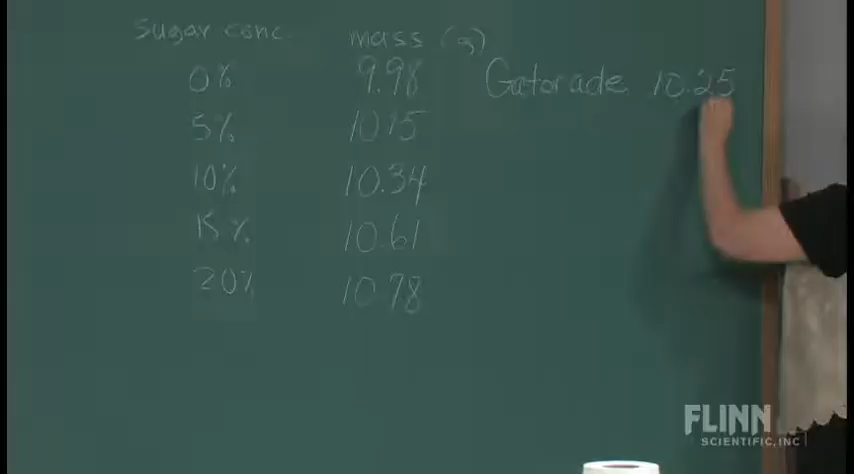 Sugar conc. mass (g)
0% 9.98 Gatorade 10.25
5% 10.15
10% 10.34
15% 10.61
20% 10.78
FLINN
SCIENTIFIC, INC